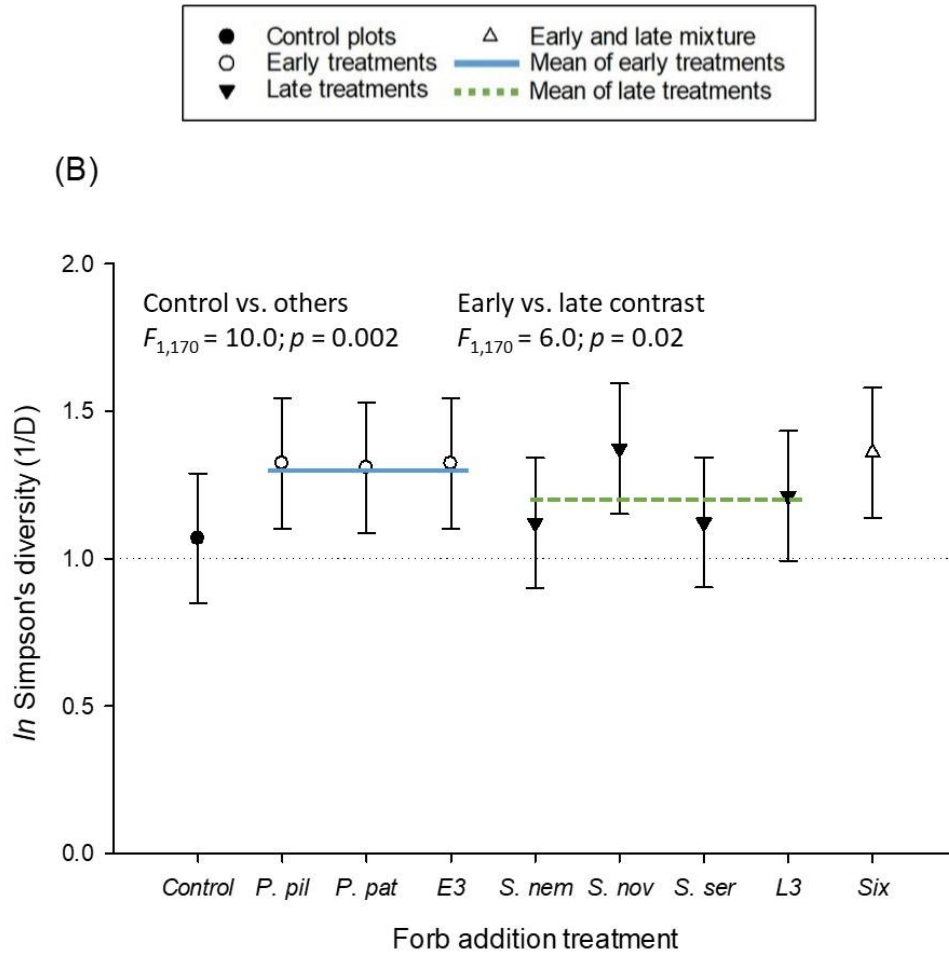 Control plots
Early treatments
Late treatments
Early and late mixture
Mean of early treatments
Mean of late treatments
(B)
Control vs. others
F1,170 = 10.0; p = 0.002
Early vs. late contrast
F1,170 = 6.0; p = 0.02
ln Simpson's diversity (1/D)
2.0
1.5
1.0
0.5
0.0
Control P. pil P. pat E3 S. nem S. nov S. ser L3 Six
Forb addition treatment